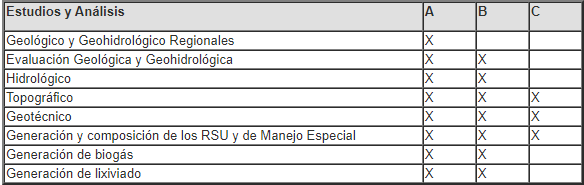 Estudios y Análisis A B C
Geológico y Geohidrológico Regionales X
Evaluación Geológica y Geohidrológica X X
Hidrológico X X
Topográfico X X X
Geotécnico X X X
Generación y composición de los RSU y de Manejo Especial X X X
Generación de biogás X X
Generación de lixiviado X X